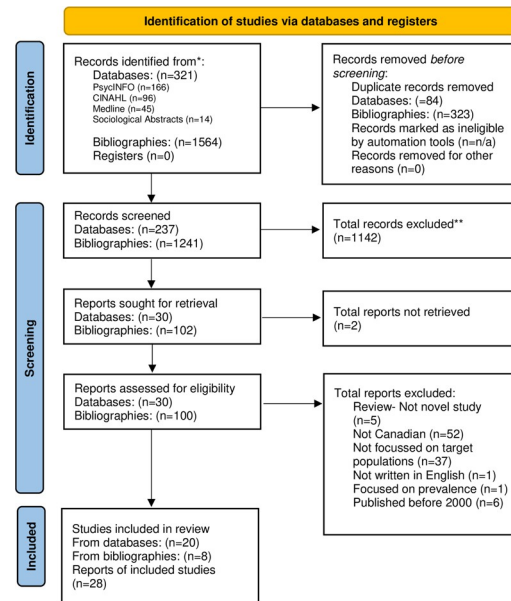 Identification of studies via databases and registers
Identification
Records identified from*:
Databases: (n=321)
PsycINFO (n=166)
CINAHL (n=96)
Medline (n=45)
Sociological Abstracts (n=14)
Bibliographies: (n=1564)
Registers (n=0)
Records removed before
screening:
Duplicate records removed
Databases: (=84)
Bibliographies: (n=323)
Records marked as ineligible
by automation tools (n=n/a)
Records removed for other
reasons (n=0)
Screening
Records screened
Databases: (n=237)
Bibliographies: (n=1241)
Total records excluded**
(n=1142)
Reports sought for retrieval
Databases: (n=30)
Bibliographies: (n=102)
Total reports not retrieved
(n=2)
Reports assessed for eligibility
Databases: (n=30)
Bibliographies: (n=100)
Total reports excluded:
Review- Not novel study
(n=5)
Not Canadian (n=52)
Not focussed on target
populations (n=37)
Not written in English (n=1)
Focused on prevalence (n=1)
Published before 2000 (n=6)
Included
Studies included in review
From databases: (n=20)
From bibliographies: (n=8)
Reports of included studies
(n=28)